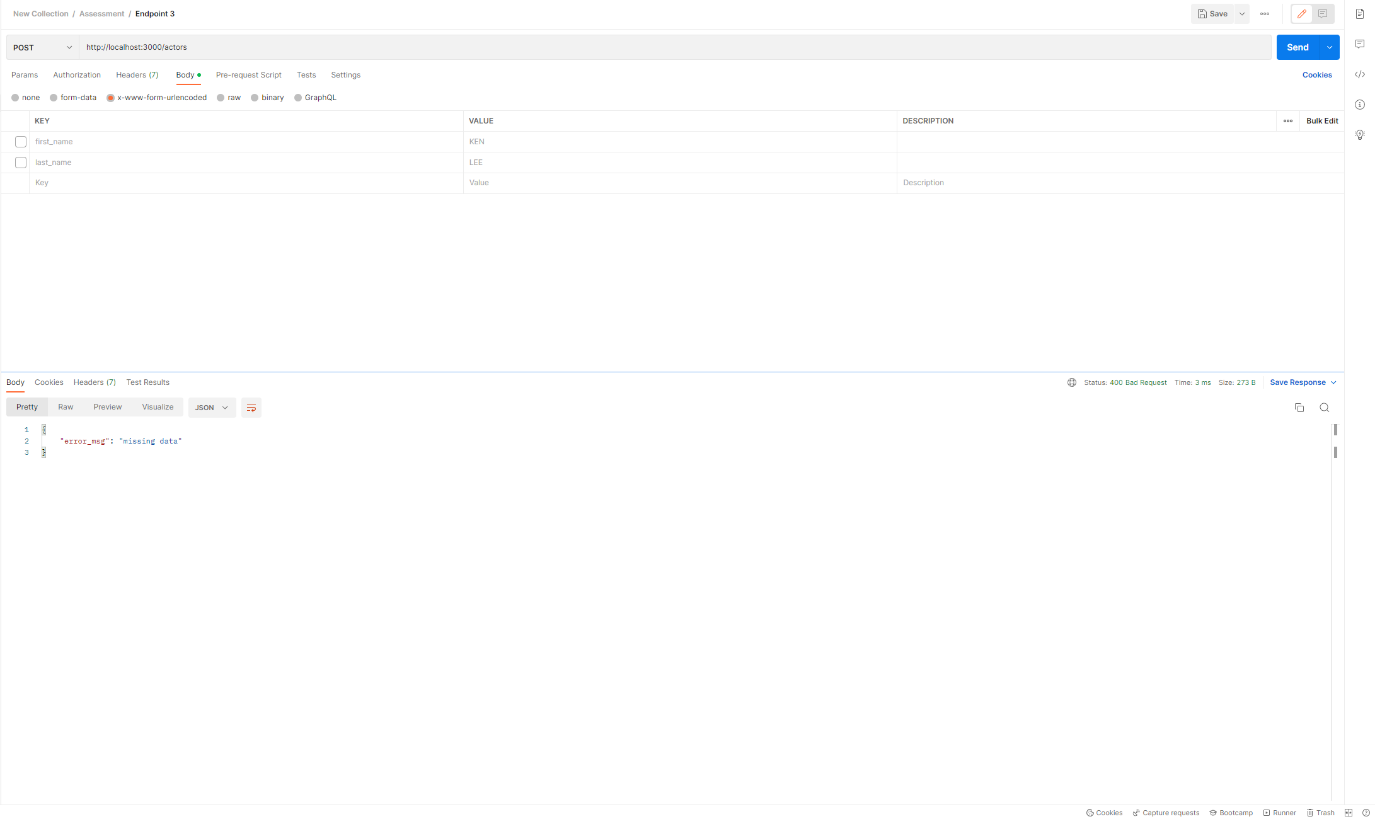 New Collection / Assessment / Endpoint 3
Save
POST
http://localhost:3000/actors
Send
Params Authorization Headers (7) Body Pre-request Script Tests Settings
Cookies
none form-data x-www-form-urlencoded raw binary GraphQL
KEY VALUE DESCRIPTION
Bulk Edit
first_name KEN
last_name LEE
Key Value Description
Body Cookies Headers (7) Test Results
Status: 400 Bad Request Time: 3 ms Size: 273 B Save Response
Pretty Raw Preview Visualize JSON
1 {
2 "error_msg": "missing data"
3 }
Cookies Capture requests Bootcamp Runner Trash